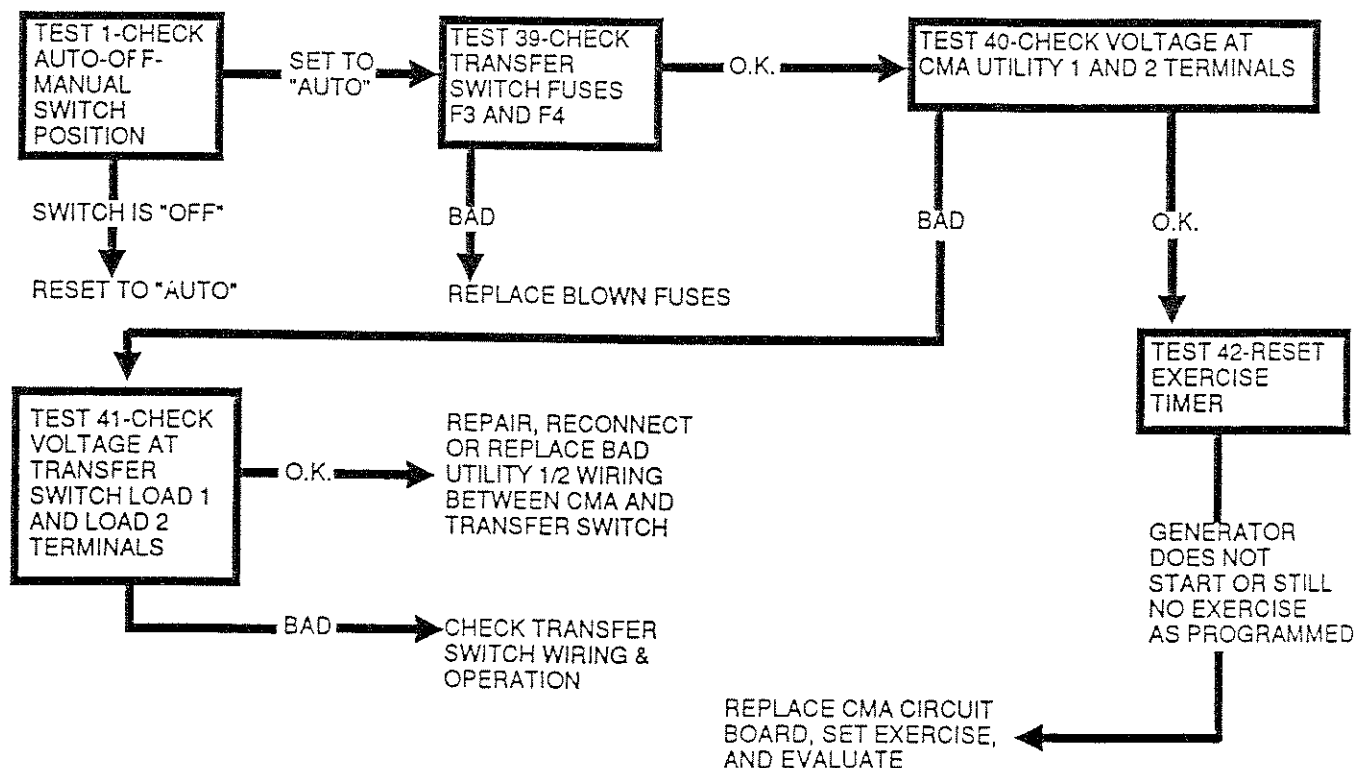 TEST 1-CHECK
AUTO-OFF-
MANUAL
SWITCH
POSITION
SET TO
"AUTO"
TEST 39-CHECK
TRANSFER
SWITCH FUSES
F3 AND F4
O.K.
TEST 40-CHECK VOLTAGE AT
CMA UTILITY 1 AND 2 TERMINALS
SWITCH IS "OFF"
RESET TO "AUTO"
BAD
REPLACE BLOWN FUSES
BAD
O.K.
TEST 41-CHECK
VOLTAGE AT
TRANSFER
SWITCH LOAD 1
AND LOAD 2
TERMINALS
O.K.
REPAIR, RECONNECT
OR REPLACE BAD
UTILITY 1/2 WIRING
BETWEEN CMA AND
TRANSFER SWITCH
BAD
CHECK TRANSFER
SWITCH WIRING &
OPERATION
TEST 42-RESET
EXERCISE
TIMER
GENERATOR
DOES NOT
START OR STILL
NO EXERCISE
AS PROGRAMMED
REPLACE CMA CIRCUIT
BOARD, SET EXERCISE,
AND EVALUATE